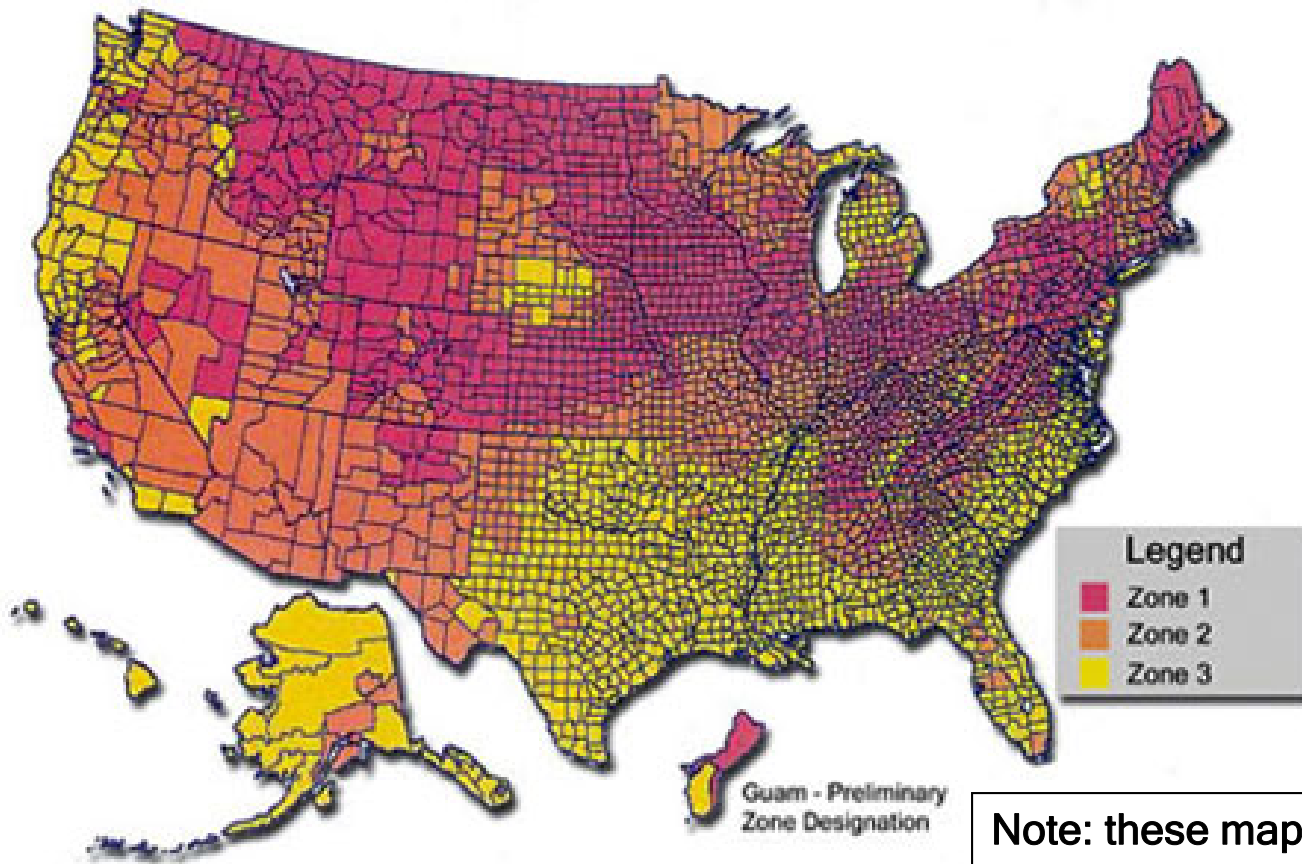 Legend
Zone 1
Zone 2
Zone 3
Guam - Preliminary
Zone Designation
Note: these map